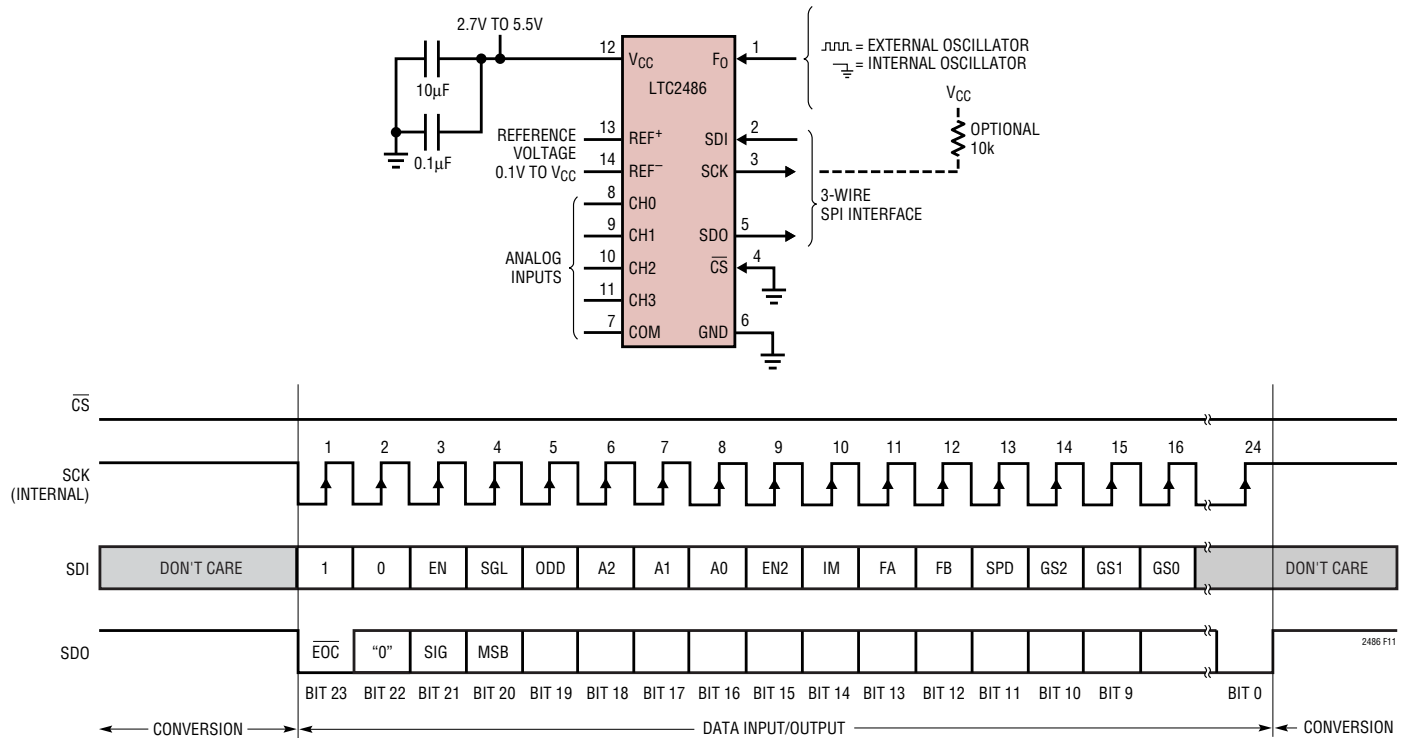 2.7V TO 5.5V
10µF
0.1µF
REFERENCE
VOLTAGE
0.1V TO VCC
ANALOG
INPUTS
12
13
14
8
9
10
11
7
VCC
REF+
REF−
CH0
CH1
CH2
CH3
COM
LTC2486
FO
SDI
SCK
SDO
CS
GND
1
2
3
5
4
6
= EXTERNAL OSCILLATOR
= INTERNAL OSCILLATOR
VCC
OPTIONAL
10k
3-WIRE
SPI INTERFACE
CS
1 2 3 4 5 6 7 8 9 10 11 12 13 14 15 16 24
SCK
(INTERNAL)
SDI DON'T CARE 1 0 EN SGL ODD A2 A1 A0 EN2 IM FA FB SPD GS2 GS1 GS0 DON'T CARE
SDO EOC "0" SIG MSB
2486 F11
BIT 23 BIT 22 BIT 21 BIT 20 BIT 19 BIT 18 BIT 17 BIT 16 BIT 15 BIT 14 BIT 13 BIT 12 BIT 11 BIT 10 BIT 9 BIT 0
CONVERSION DATA INPUT/OUTPUT CONVERSION